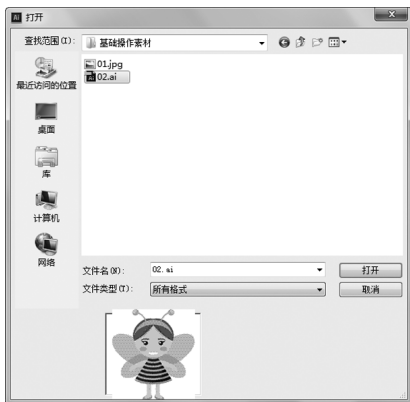 Ai 打开
查找范围(I): 基础操作素材
01.jpg
02.ai
最近访问的位置
桌面
库
计算机
网络
文件名(N): 02.ai 打开
文件类型(T): 所有格式 取消